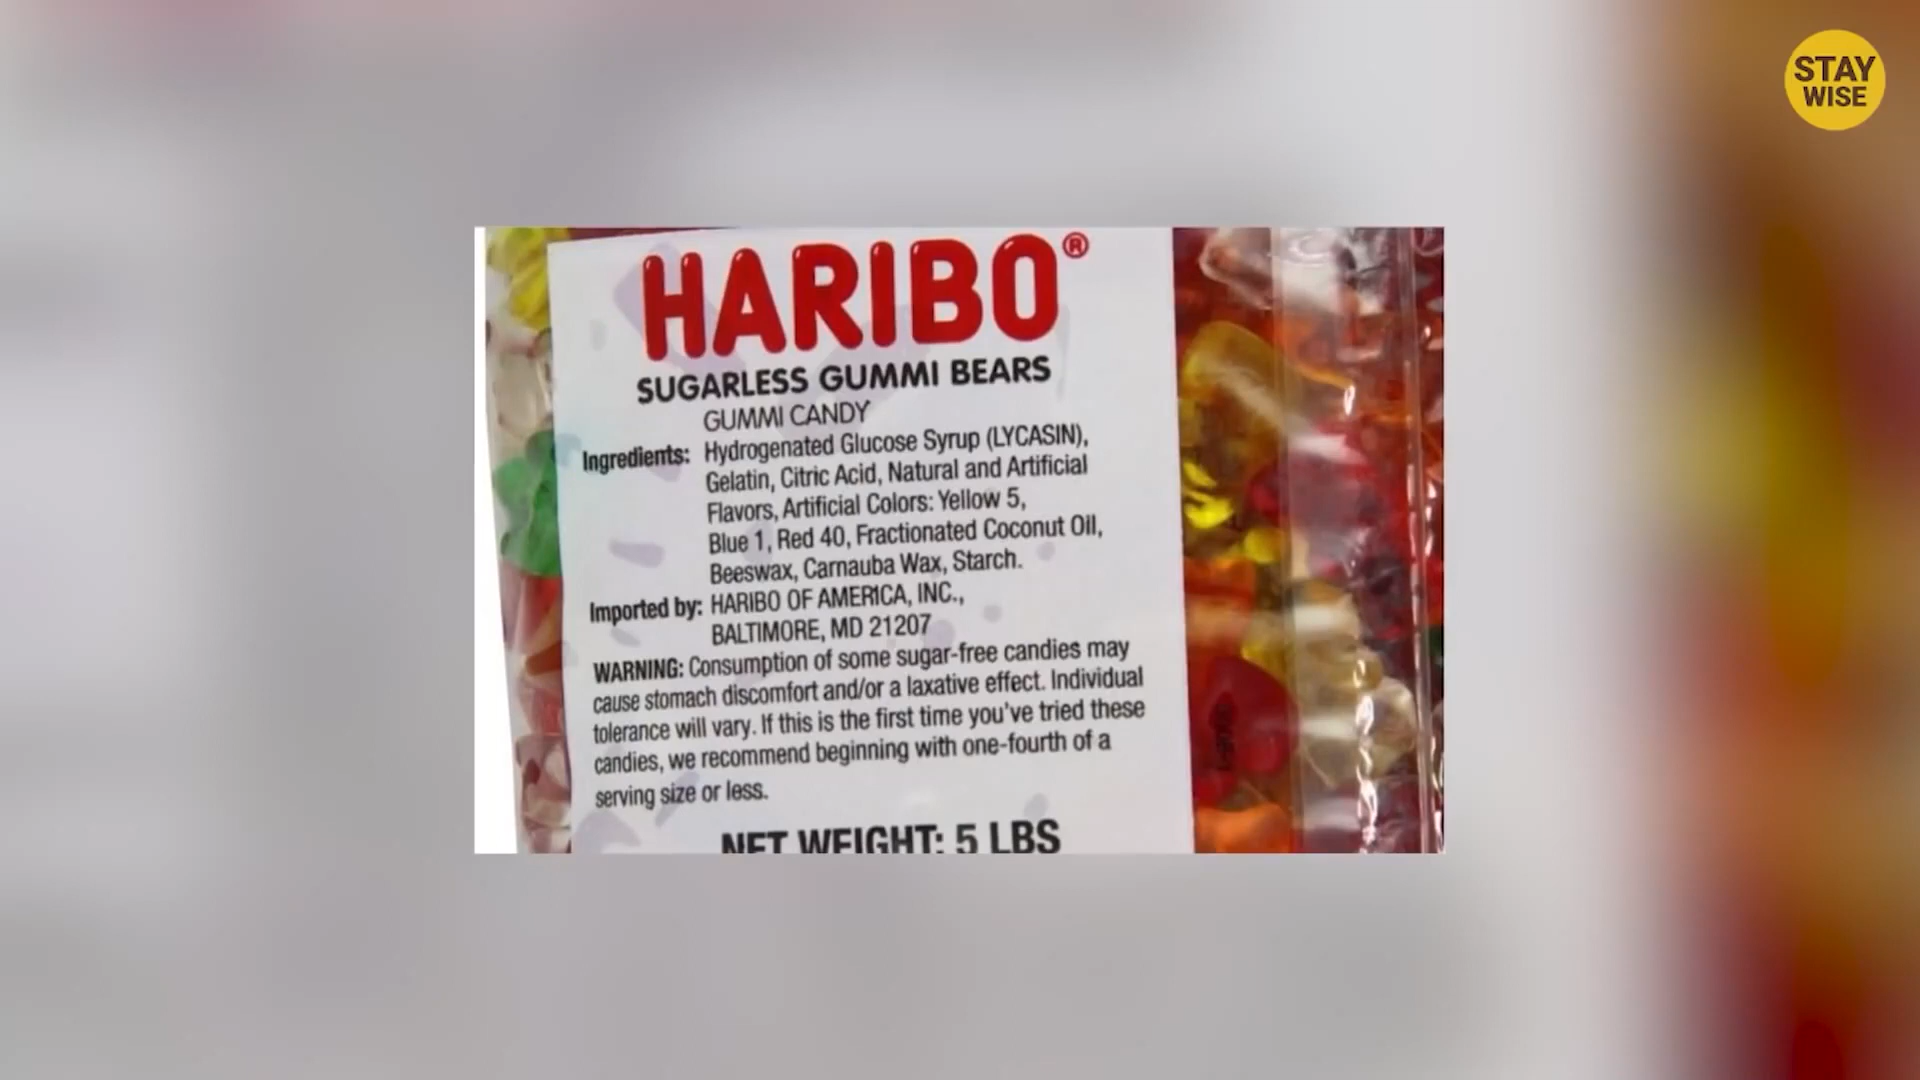 STAY
WISE
HARIBO®
SUGARLESS GUMMI BEARS
GUMMI CANDY
Ingredients: Hydrogenated Glucose Syrup (LYCASIN),
Gelatin, Citric Acid, Natural and Artificial
Flavors, Artificial Colors: Yellow 5,
Blue 1, Red 40, Fractionated Coconut Oil,
Beeswax, Carnauba Wax, Starch.
Imported by: HARIBO OF AMERICA, INC.,
BALTIMORE, MD 21207
WARNING: Consumption of some sugar-free candies may
cause stomach discomfort and/or a laxative effect. Individual
tolerance will vary. If this is the first time you've tried these
candies, we recommend beginning with one-fourth of a
serving size or less.
NET WEIGHT: 5 LBS